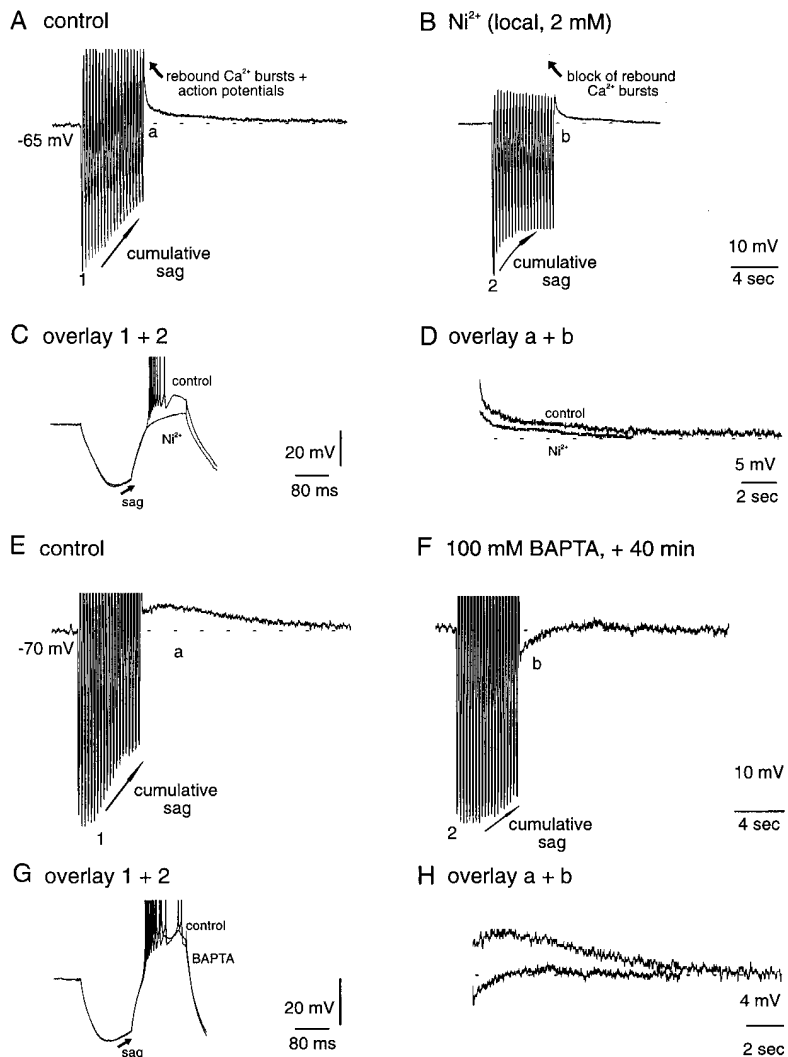 A control
B Ni²⁺ (local, 2 mM)
rebound Ca²⁺ bursts +
action potentials
block of rebound
Ca²⁺ bursts
-65 mV
a
b
cumulative
sag
1
cumulative
sag
2
10 mV
4 sec
C overlay 1 + 2
D overlay a + b
control
Ni²⁺
sag
20 mV
80 ms
control
Ni²⁺
5 mV
2 sec
E control
F 100 mM BAPTA, + 40 min
-70 mV
a
b
cumulative
sag
1
cumulative
sag
2
10 mV
4 sec
G overlay 1 + 2
H overlay a + b
control
BAPTA
sag
20 mV
80 ms
4 mV
2 sec